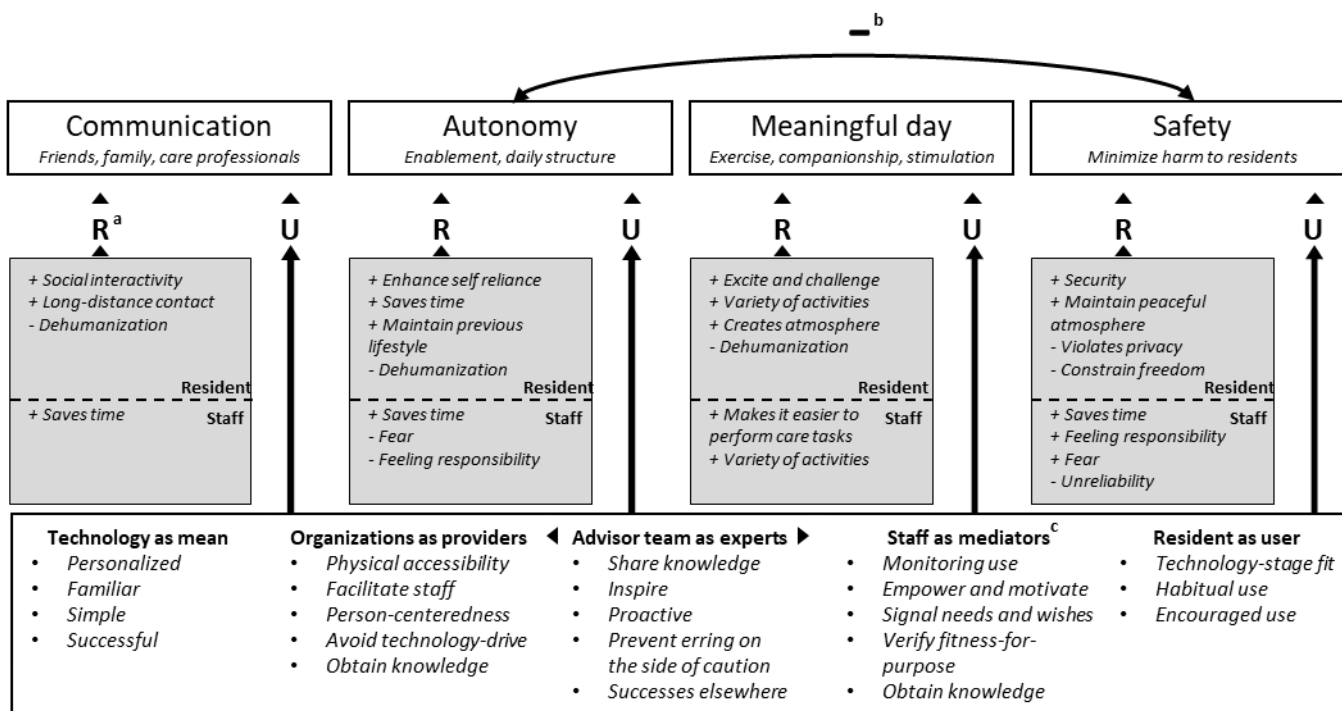 – b
Communication
Friends, family, care professionals
Autonomy
Enablement, daily structure
Meaningful day
Exercise, companionship, stimulation
Safety
Minimize harm to residents
R a
U
R
U
R
U
R
U
+ Social interactivity
+ Long-distance contact
- Dehumanization
Resident
Staff
+ Saves time
+ Enhance self reliance
+ Saves time
+ Maintain previous
lifestyle
- Dehumanization
Resident
Staff
+ Saves time
- Fear
- Feeling responsibility
+ Excite and challenge
+ Variety of activities
+ Creates atmosphere
- Dehumanization
Resident
Staff
+ Makes it easier to
perform care tasks
+ Variety of activities
+ Security
+ Maintain peaceful
atmosphere
- Violates privacy
- Constrain freedom
Resident
Staff
+ Saves time
+ Feeling responsibility
+ Fear
- Unreliability
Technology as mean
• Personalized
• Familiar
• Simple
• Successful
Organizations as providers
• Physical accessibility
• Facilitate staff
• Person-centeredness
• Avoid technology-drive
• Obtain knowledge
Advisor team as experts
• Share knowledge
• Inspire
• Proactive
• Prevent erring on
the side of caution
• Successes elsewhere
Staff as mediators c
• Monitoring use
• Empower and motivate
• Signal needs and wishes
• Verify fitness-for-
purpose
• Obtain knowledge
Resident as user
• Technology-stage fit
• Habitual use
• Encouraged use